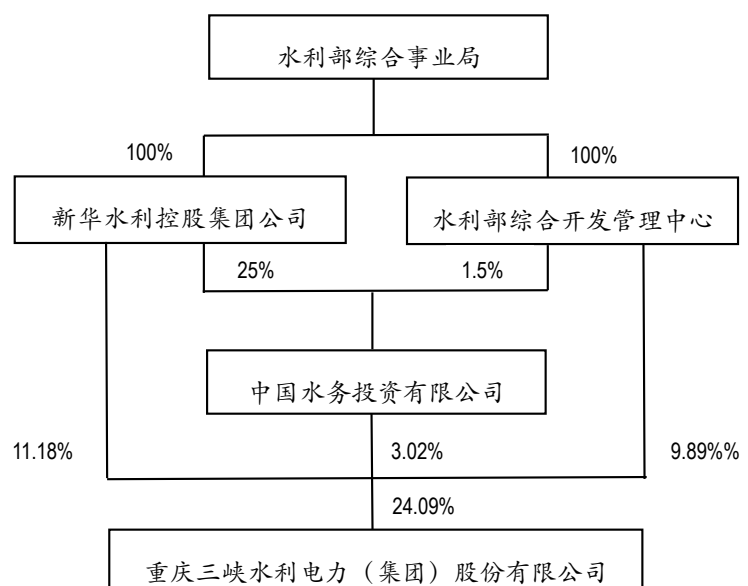 水利部综合事业局
100%
100%
新华水利控股集团公司
水利部综合开发管理中心
25%
1.5%
中国水务投资有限公司
11.18%
3.02%
9.89%%
24.09%
重庆三峡水利电力（集团）股份有限公司